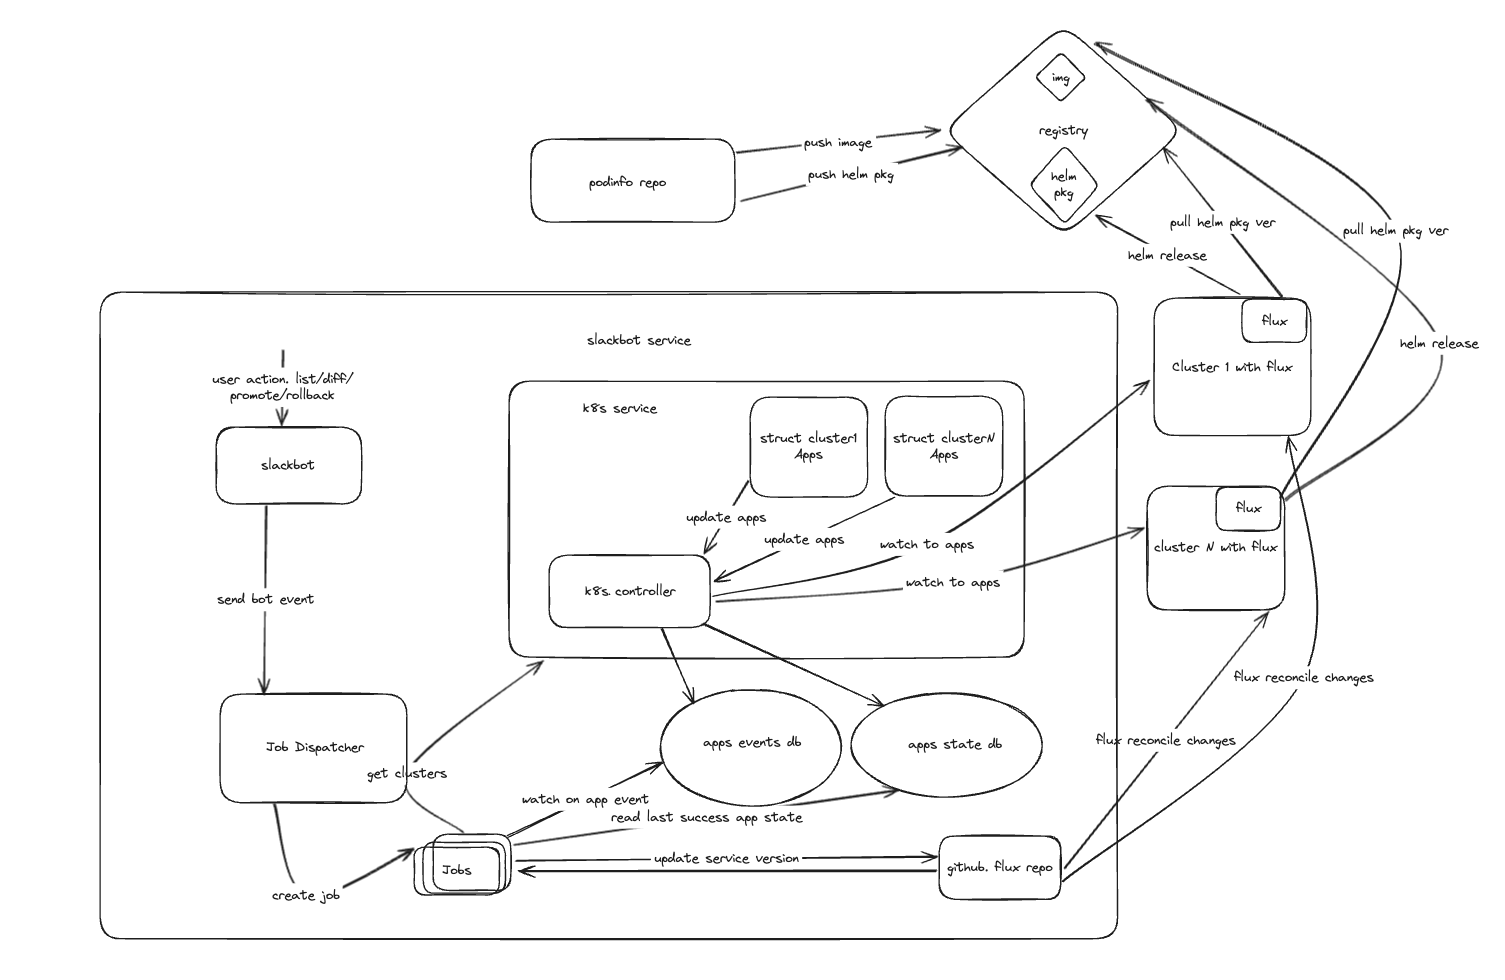 img
registry
push image
podinfo repo
push helm pkg
helm
pkg
pull helm pkg ver
pull helm pkg ver
helm release
flux
slackbot service
helm release
Cluster 1 with flux
user action. list/diff/
promote/rollback
k8s service
struct cluster1
Apps
struct clusterN
Apps
slackbot
flux
update apps
update apps
watch to apps
cluster N with flux
watch to apps
k8s. controller
send bot event
flux reconcile changes
flux reconcile changes
Job Dispatcher
apps events db
apps state db
get clusters
watch on app event
read last success app state
update service version
Jobs
github. flux repo
create job